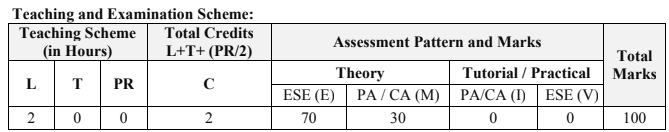 Teaching and Examination Scheme:
Teaching Scheme (in Hours) Total Credits L+T+ (PR/2) Assessment Pattern and Marks Total Marks
L T PR C Theory Tutorial / Practical
ESE (E) PA / CA (M) PA/CA (I) ESE (V)
2 0 0 2 70 30 0 0 100